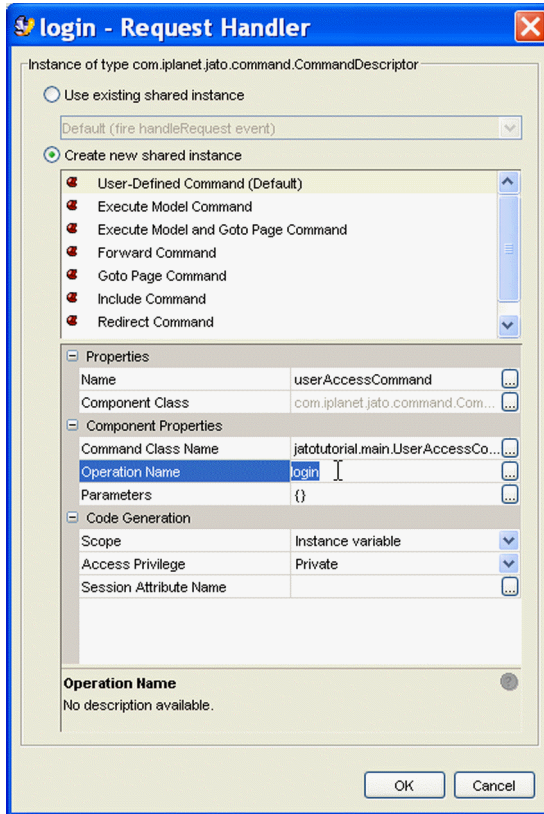 login - Request Handler
Instance of type com.iplanet.jato.command.CommandDescriptor
Use existing shared instance
Default (fire handleRequest event)
Create new shared instance
User-Defined Command (Default)
Execute Model Command
Execute Model and Goto Page Command
Forward Command
Goto Page Command
Include Command
Redirect Command
Properties
Name userAccessCommand ...
Component Class com.iplanet.jato.command.Com... ...
Component Properties
Command Class Name jatotutorial.main.UserAccessCo... ...
Operation Name login ...
Parameters {} ...
Code Generation
Scope Instance variable
Access Privilege Private
Session Attribute Name ...
Operation Name ?
No description available.
OK Cancel